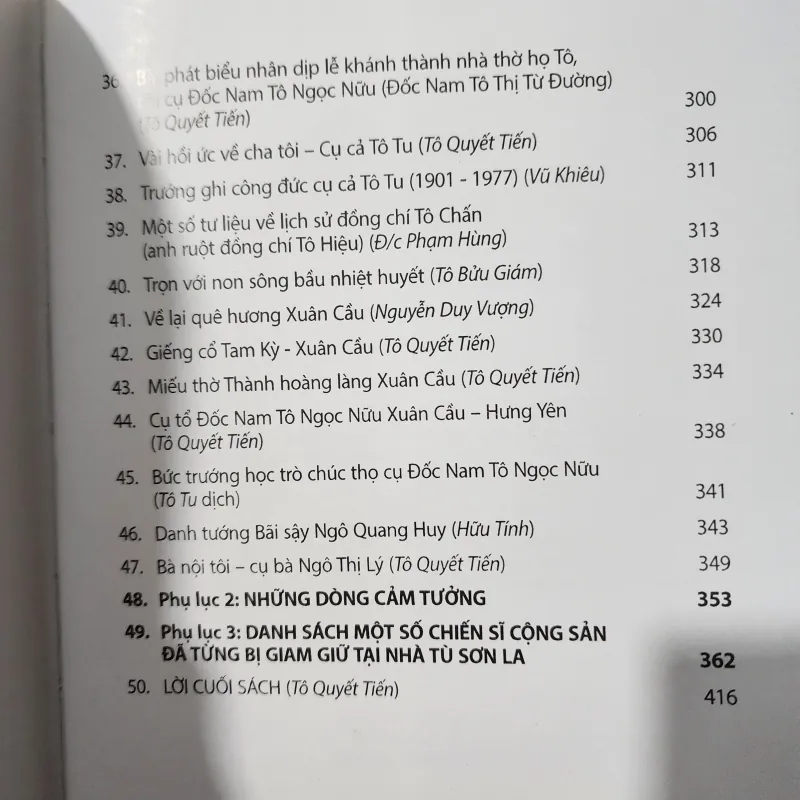 36. Bài phát biểu nhân dịp lễ khánh thành nhà thờ họ Tô,
cụ Đốc Nam Tô Ngọc Nữu (Đốc Nam Tô Thị Từ Đường)
(Tô Quyết Tiến) 300
37. Vài hồi ức về cha tôi – Cụ cả Tô Tu (Tô Quyết Tiến) 306
38. Trướng ghi công đức cụ cả Tô Tu (1901 - 1977) (Vũ Khiêu) 311
39. Một số tư liệu về lịch sử đồng chí Tô Chấn
(anh ruột đồng chí Tô Hiệu) (Đ/c Phạm Hùng) 313
40. Trọn với non sông bầu nhiệt huyết (Tô Bửu Giám) 318
41. Về lại quê hương Xuân Cầu (Nguyễn Duy Vượng) 324
42. Giếng cổ Tam Kỳ - Xuân Cầu (Tô Quyết Tiến) 330
43. Miếu thờ Thành hoàng làng Xuân Cầu (Tô Quyết Tiến) 334
44. Cụ tổ Đốc Nam Tô Ngọc Nữu Xuân Cầu – Hưng Yên
(Tô Quyết Tiến) 338
45. Bức trướng học trò chúc thọ cụ Đốc Nam Tô Ngọc Nữu
(Tô Tu dịch) 341
46. Danh tướng Bãi sậy Ngô Quang Huy (Hữu Tính) 343
47. Bà nội tôi – cụ bà Ngô Thị Lý (Tô Quyết Tiến) 349
48. Phụ lục 2: NHỮNG DÒNG CẢM TƯỞNG 353
49. Phụ lục 3: DANH SÁCH MỘT SỐ CHIẾN SĨ CỘNG SẢN
ĐÃ TỪNG BỊ GIAM GIỮ TẠI NHÀ TÙ SƠN LA 362
50. LỜI CUỐI SÁCH (Tô Quyết Tiến) 416